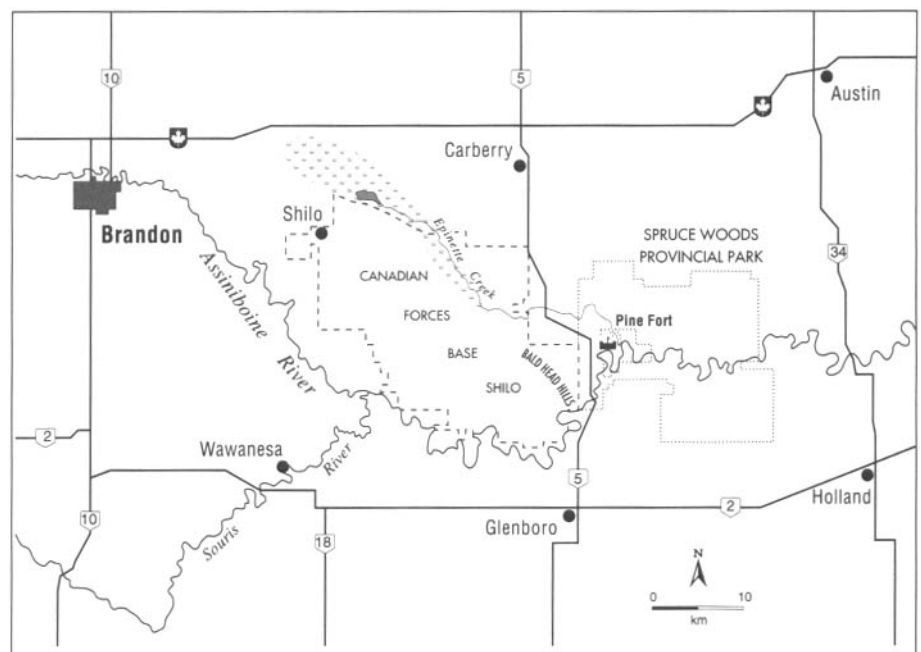 10
5
Austin
Carberry
Shilo
Brandon
Epinette
Creek
SPRUCE WOODS
PROVINCIAL PARK
34
CANADIAN
FORCES
BASE
SHILO
Assiniboine
River
Pine Fort
BALD HEAD HILLS
2
Wawanesa
River
Souris
5
Holland
2
10
18
Glenboro
N
0 10
km